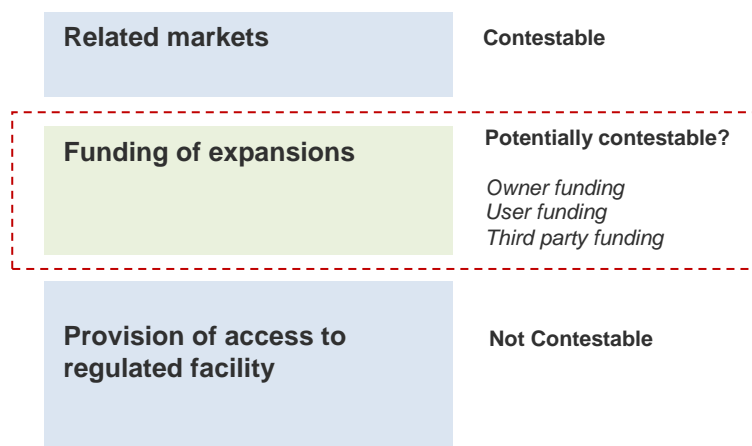 Related markets
Contestable
Funding of expansions
Potentially contestable?
Owner funding
User funding
Third party funding
Provision of access to
regulated facility
Not Contestable